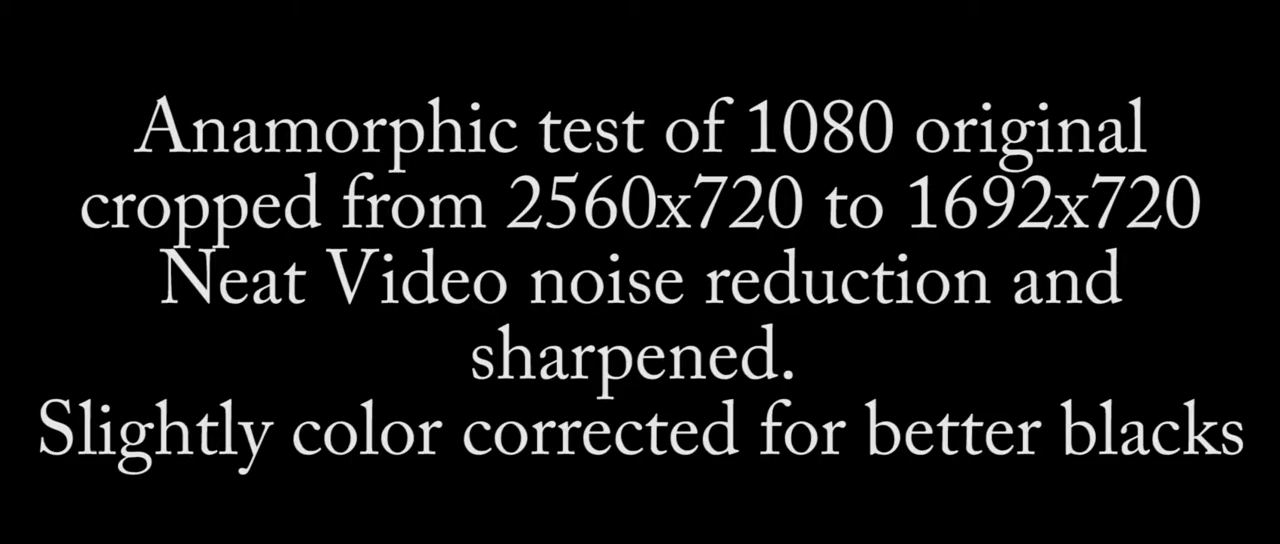 Anamorphic test of 1080 original
cropped from 2560x720 to 1692x720
Neat Video noise reduction and
sharpened.
Slightly color corrected for better blacks